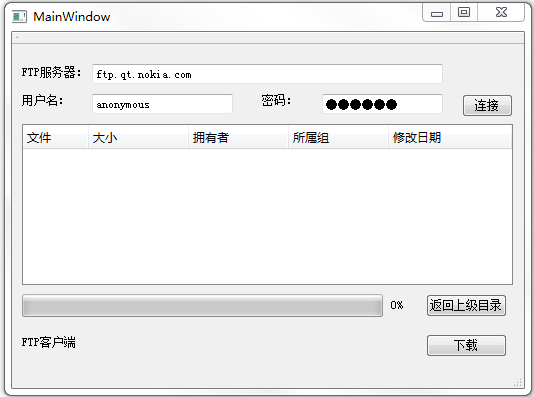 MainWindow
FTP服务器： ftp.qt.nokia.com
用户名： anonymous 密码： ●●●●●● 连接
文件 大小 拥有者 所属组 修改日期
0% 返回上级目录
FTP客户端 下载